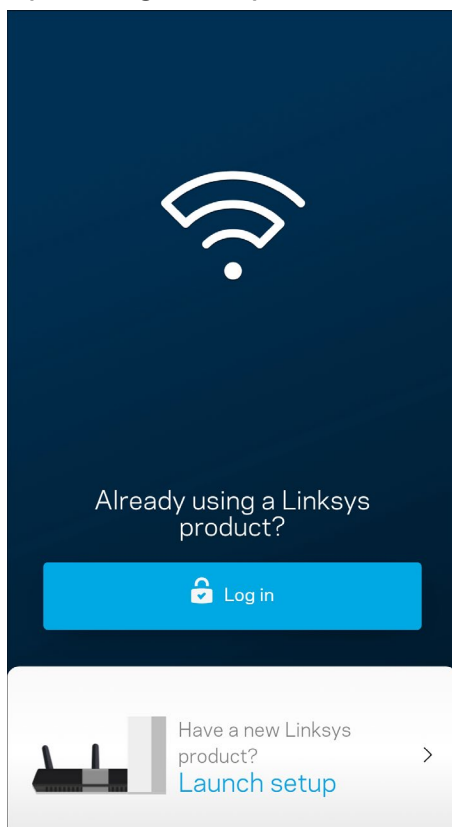 Already using a Linksys
product?
Log in
Have a new Linksys
product?
Launch setup